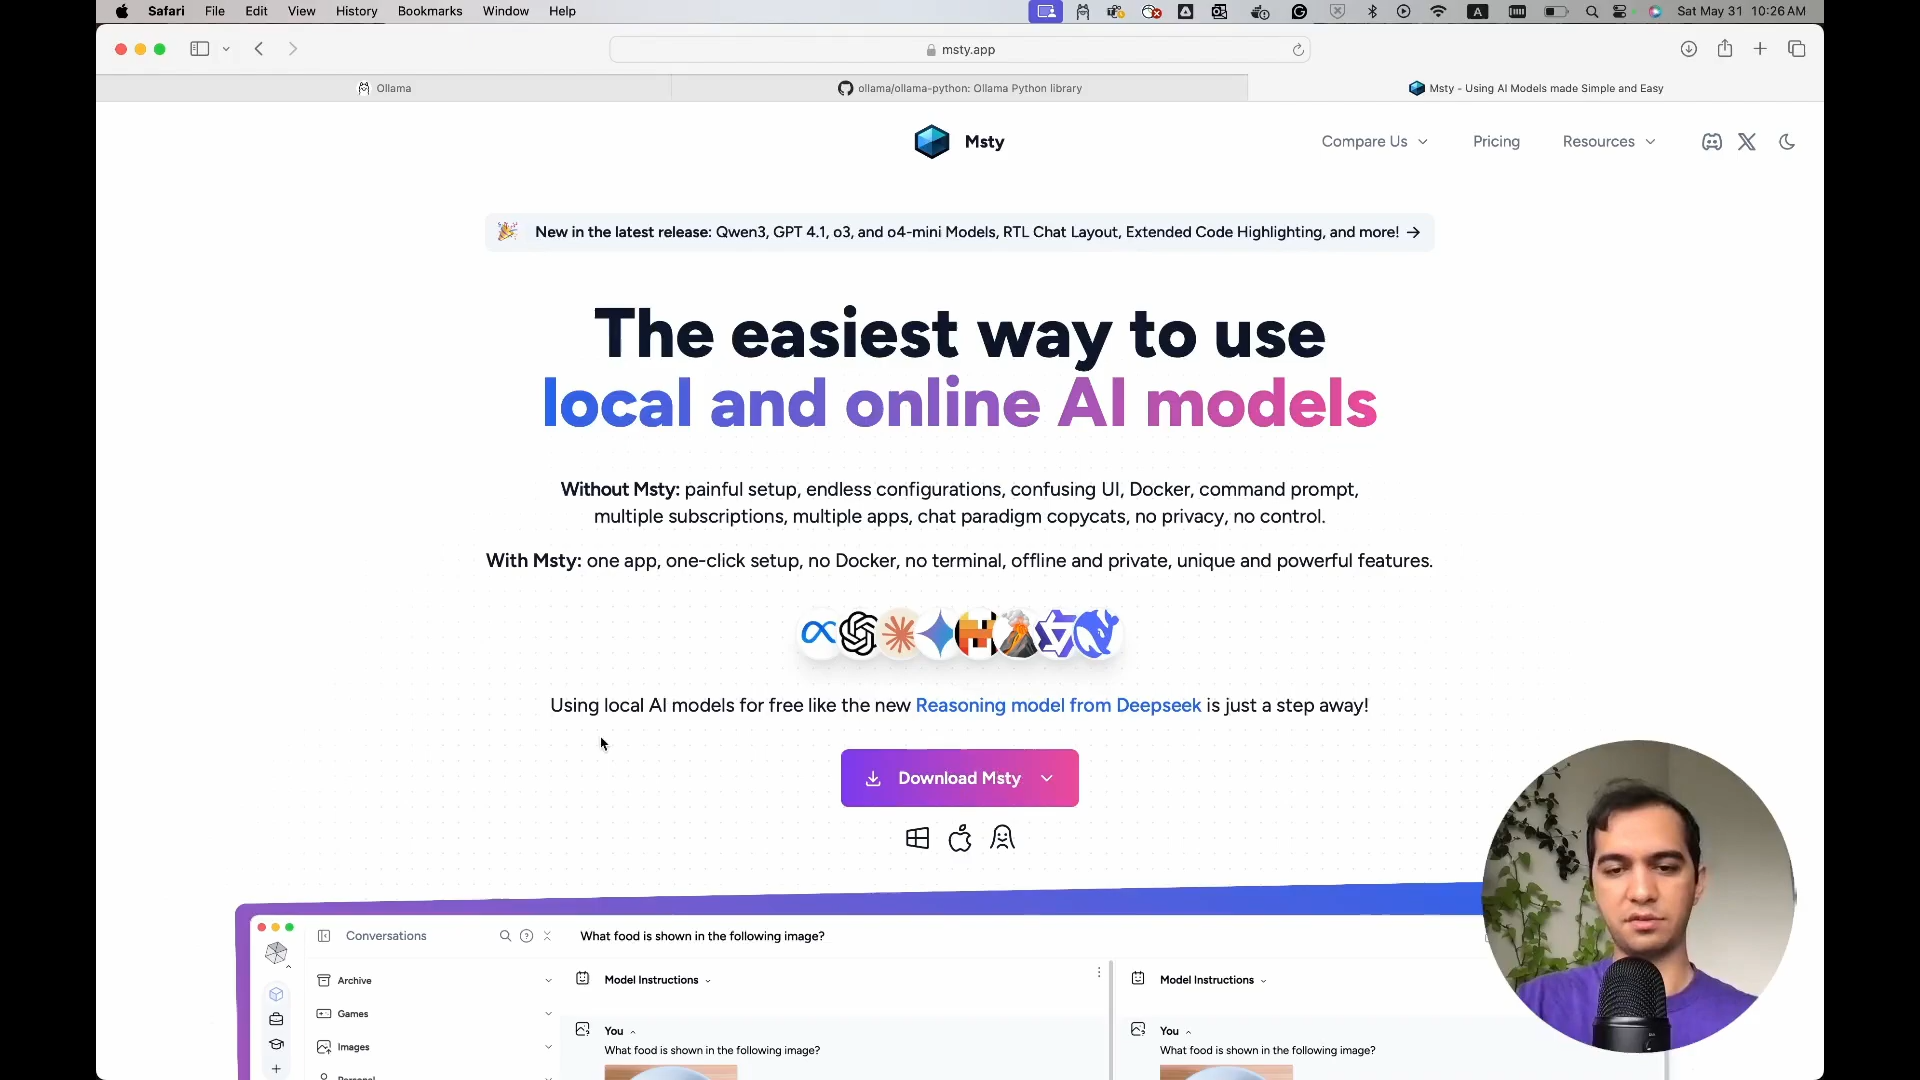 Safari File Edit View History Bookmarks Window Help
A
Sat May 31 10:26 AM
msty.app
Ollama
ollama/ollama-python: Ollama Python library
Msty - Using AI Models made Simple and Easy
Msty
Compare Us
Pricing
Resources
New in the latest release: Qwen3, GPT 4.1, o3, and o4-mini Models, RTL Chat Layout, Extended Code Highlighting, and more! →
The easiest way to use
local and online AI models
Without Msty: painful setup, endless configurations, confusing UI, Docker, command prompt,
multiple subscriptions, multiple apps, chat paradigm copycats, no privacy, no control.
With Msty: one app, one-click setup, no Docker, no terminal, offline and private, unique and powerful features.
Using local AI models for free like the new Reasoning model from Deepseek is just a step away!
Download Msty
Conversations
What food is shown in the following image?
Archive
Model Instructions
Model Instructions
Games
You
You
Images
What food is shown in the following image?
What food is shown in the following image?